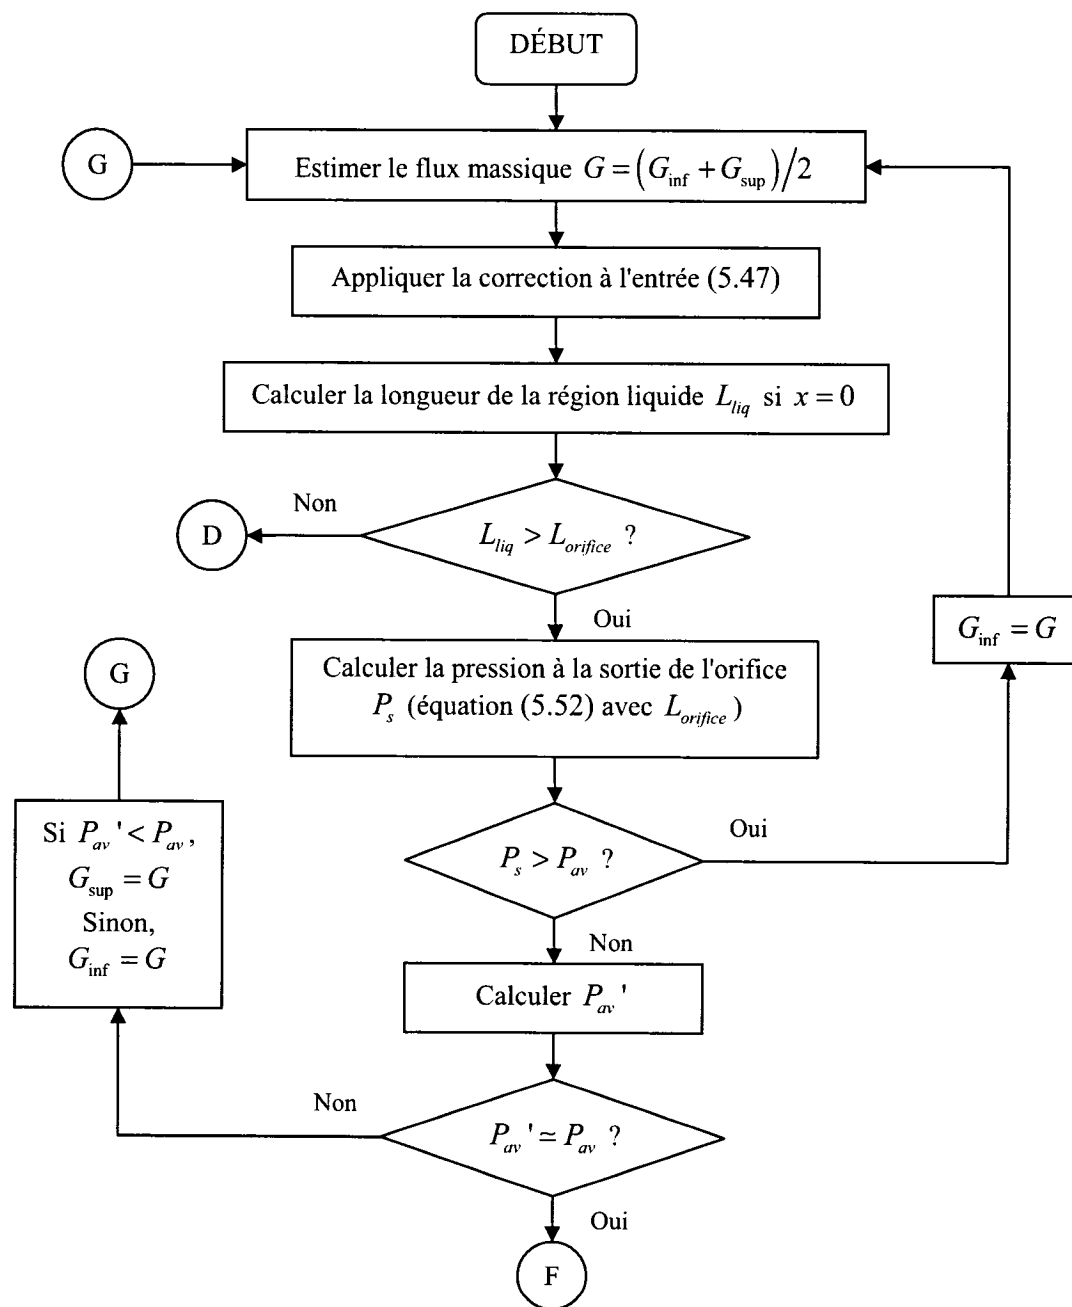 DÉBUT
G
Estimer le flux massique G = (G_inf + G_sup)/2
Appliquer la correction à l'entrée (5.47)
Calculer la longueur de la région liquide L_liq si x = 0
Non
D
L_liq > L_orifice ?
Oui
G_inf = G
G
Calculer la pression à la sortie de l'orifice
P_s (équation (5.52) avec L_orifice)
Si P_av' < P_av,
G_sup = G
Sinon,
G_inf = G
P_s > P_av ?
Oui
Non
Calculer P_av'
Non
P_av' ≃ P_av ?
Oui
F